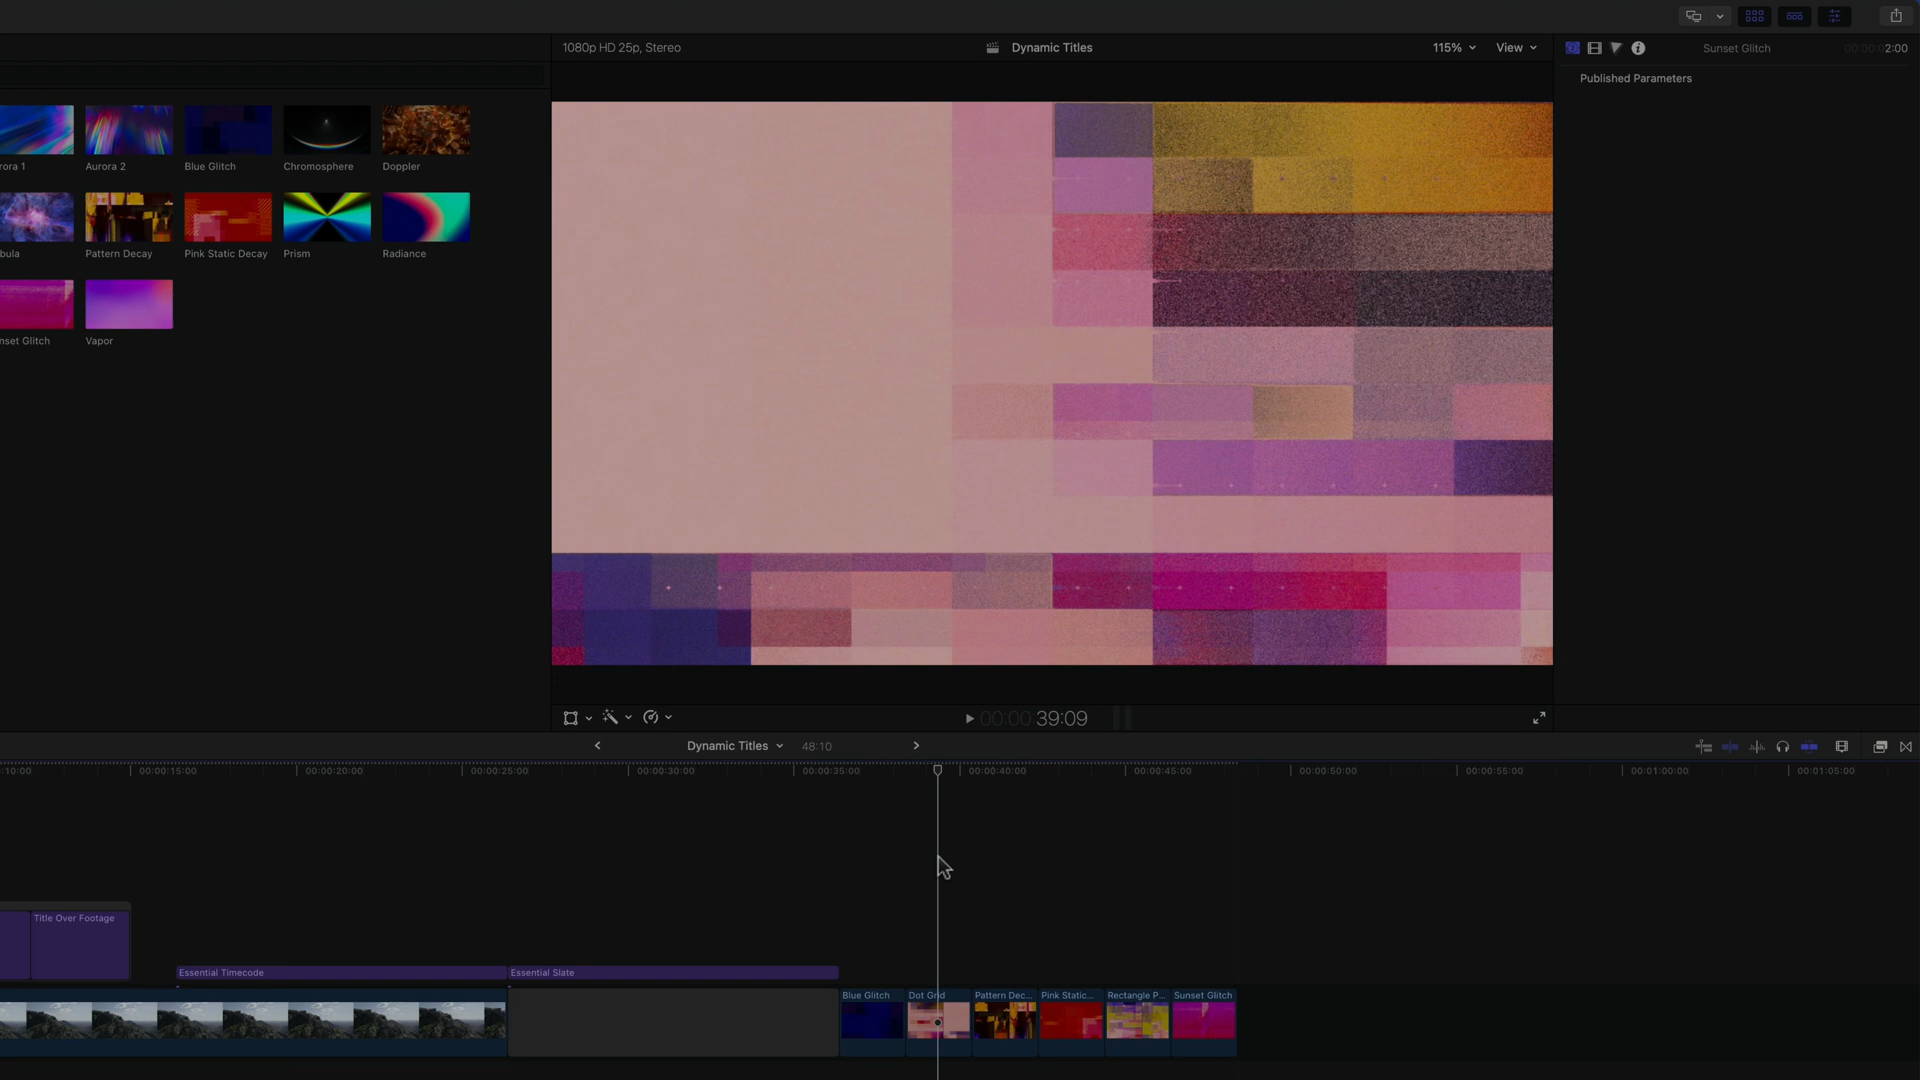 1080p HD 25p, Stereo
Dynamic Titles
115%
View
Sunset Glitch
00:00:02:00
Published Parameters
rora 1
Aurora 2
Blue Glitch
Chromosphere
Doppler
bula
Pattern Decay
Pink Static Decay
Prism
Radiance
nset Glitch
Vapor
00:00:39:09
Dynamic Titles
48:10
:10:00
00:00:15:00
00:00:20:00
00:00:25:00
00:00:30:00
00:00:35:00
00:00:40:00
00:00:45:00
00:00:50:00
00:00:55:00
00:01:00:00
00:01:05:00
Title Over Footage
Essential Timecode
Essential Slate
Blue Glitch
Dot Grid
Pattern Dec...
Pink Static...
Rectangle P...
Sunset Glitch